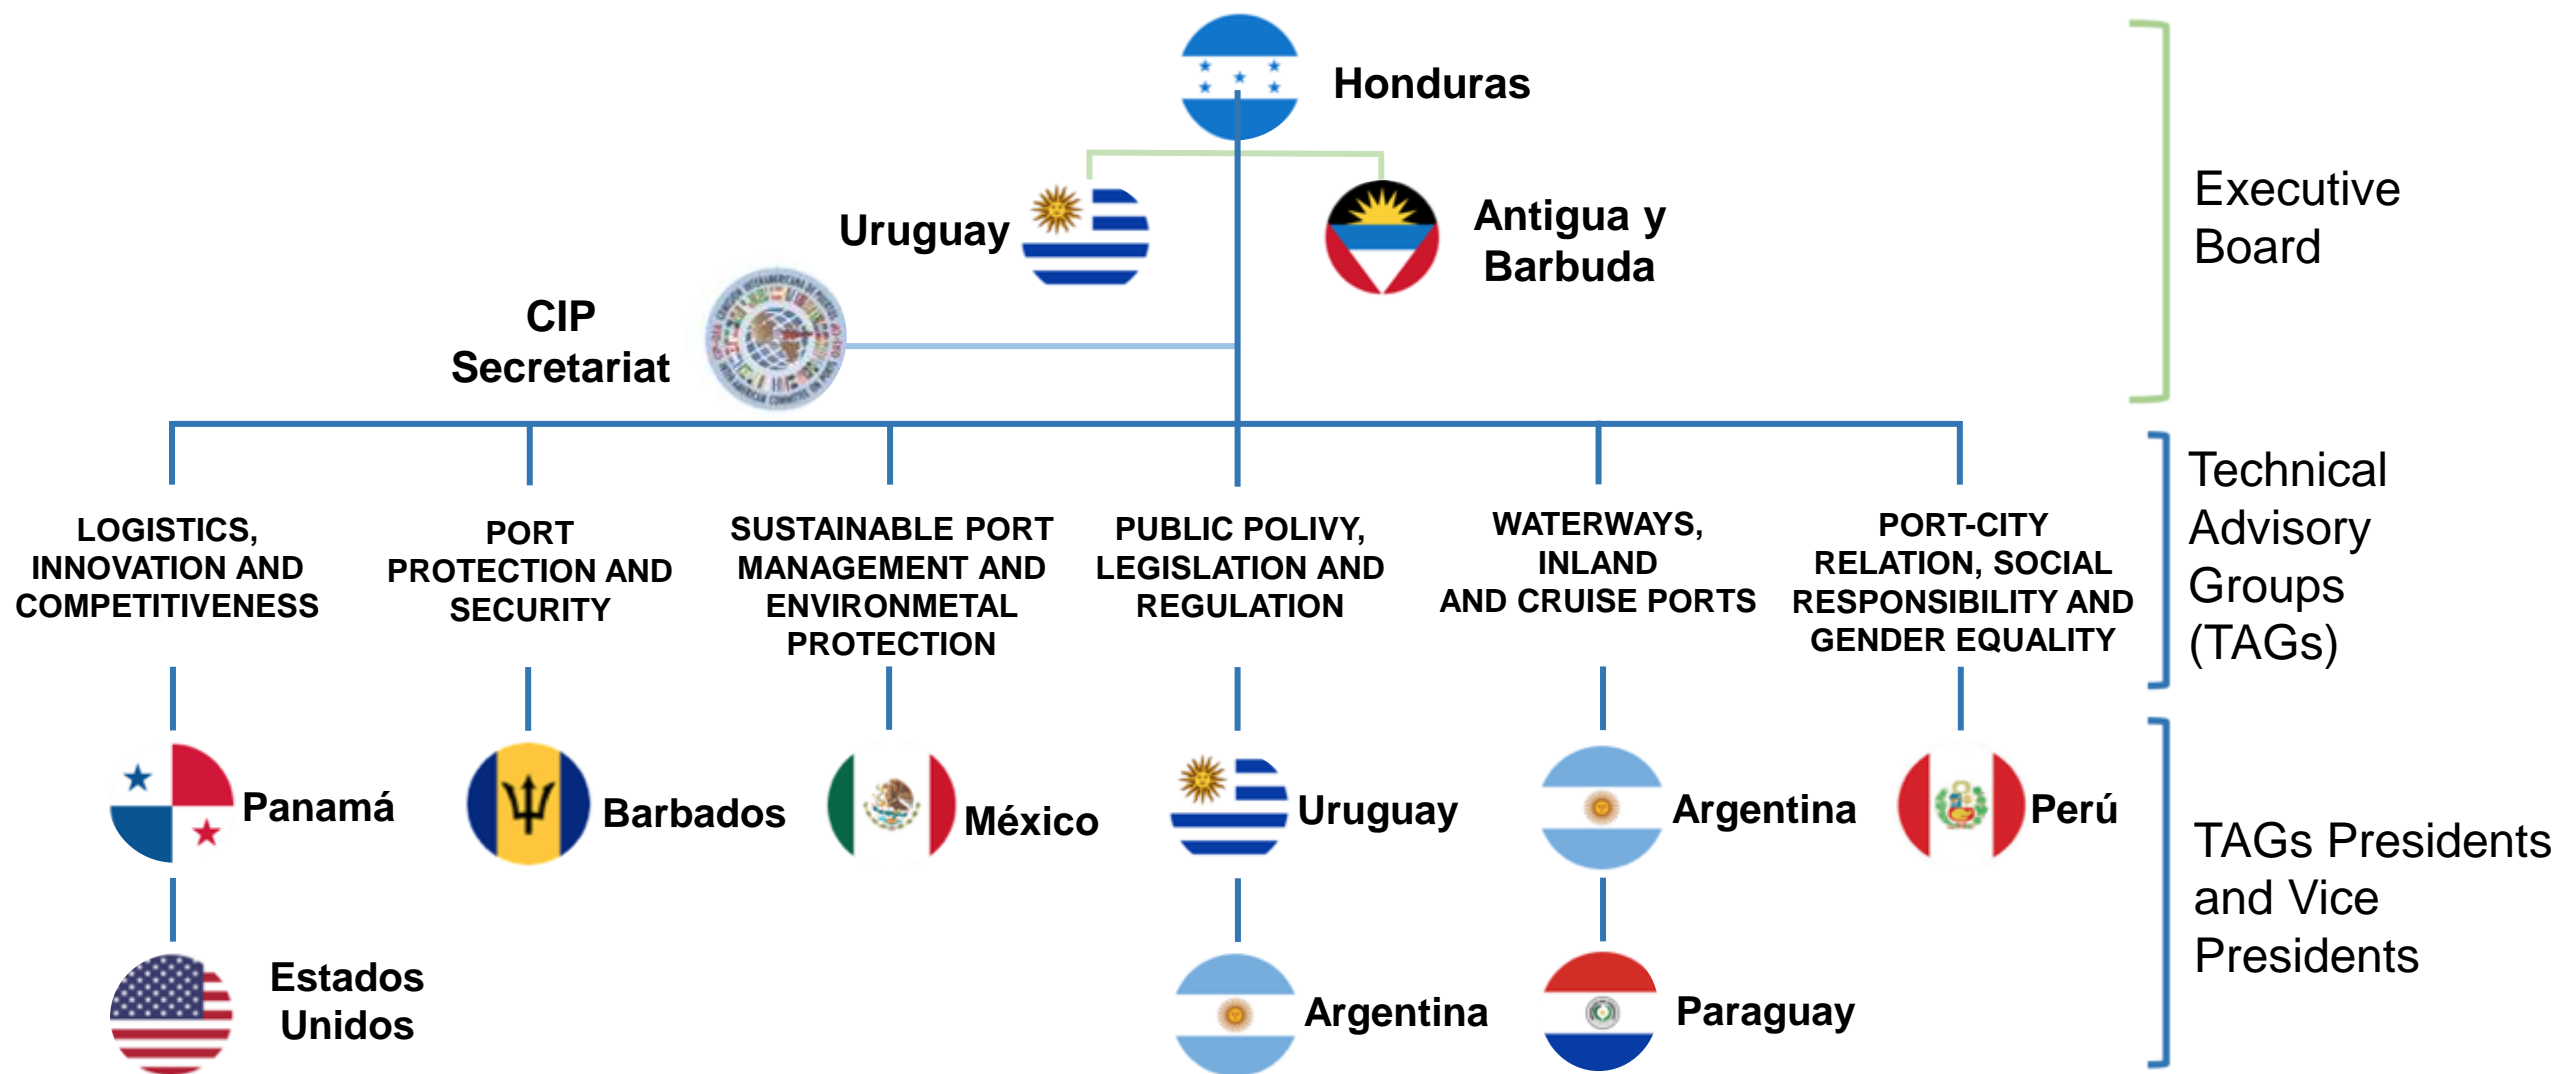 Honduras
Uruguay
Antigua y
Barbuda
Executive
Board
CIP
Secretariat
LOGISTICS,
INNOVATION AND
COMPETITIVENESS
PORT
PROTECTION AND
SECURITY
SUSTAINABLE PORT
MANAGEMENT AND
ENVIRONMETAL
PROTECTION
PUBLIC POLIVY,
LEGISLATION AND
REGULATION
WATERWAYS,
INLAND
AND CRUISE PORTS
PORT-CITY
RELATION, SOCIAL
RESPONSIBILITY AND
GENDER EQUALITY
Technical
Advisory
Groups
(TAGs)
Panamá
Barbados
México
Uruguay
Argentina
Perú
TAGs Presidents
and Vice
Presidents
Estados
Unidos
Argentina
Paraguay